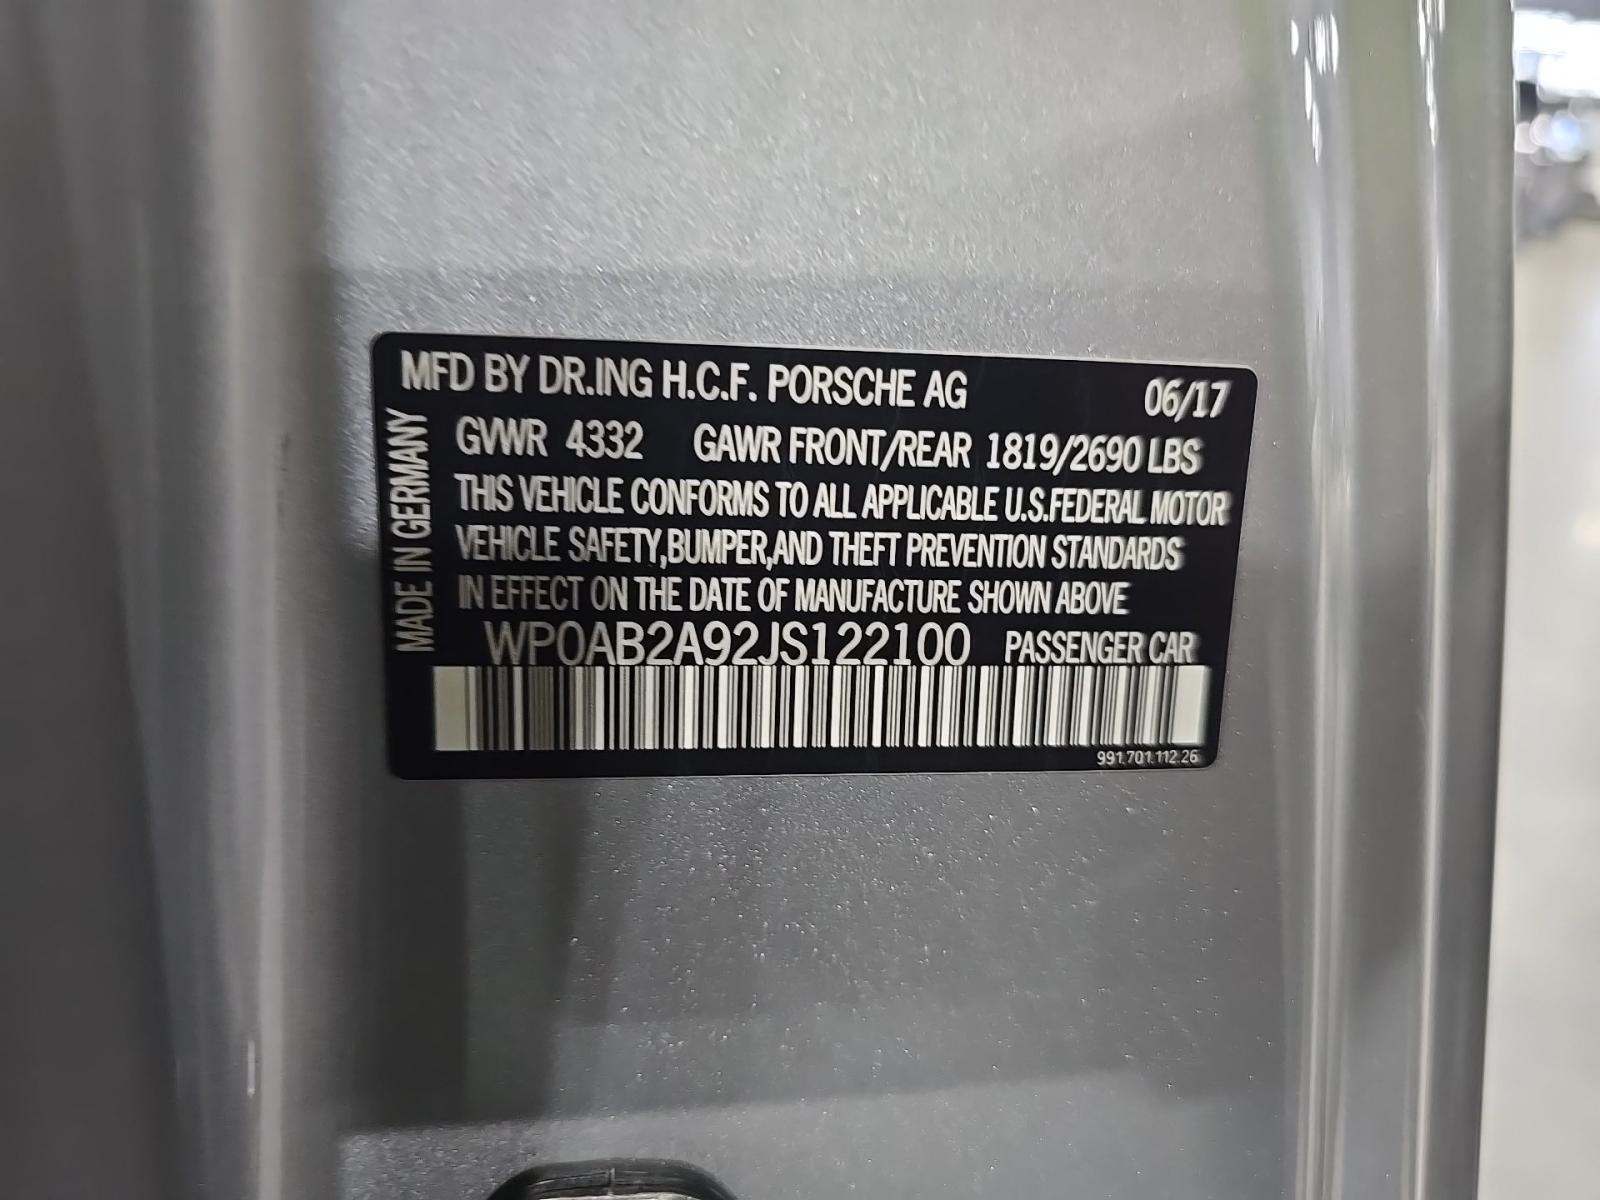 MFD BY DR.ING H.C.F. PORSCHE AG 06/17
GVWR 4332 GAWR FRONT/REAR 1819/2690 LBS
THIS VEHICLE CONFORMS TO ALL APPLICABLE U.S.FEDERAL MOTOR
VEHICLE SAFETY,BUMPER,AND THEFT PREVENTION STANDARDS
IN EFFECT ON THE DATE OF MANUFACTURE SHOWN ABOVE
WP0AB2A92JS122100 PASSENGER CAR
991.701.112.26
MADE IN GERMANY